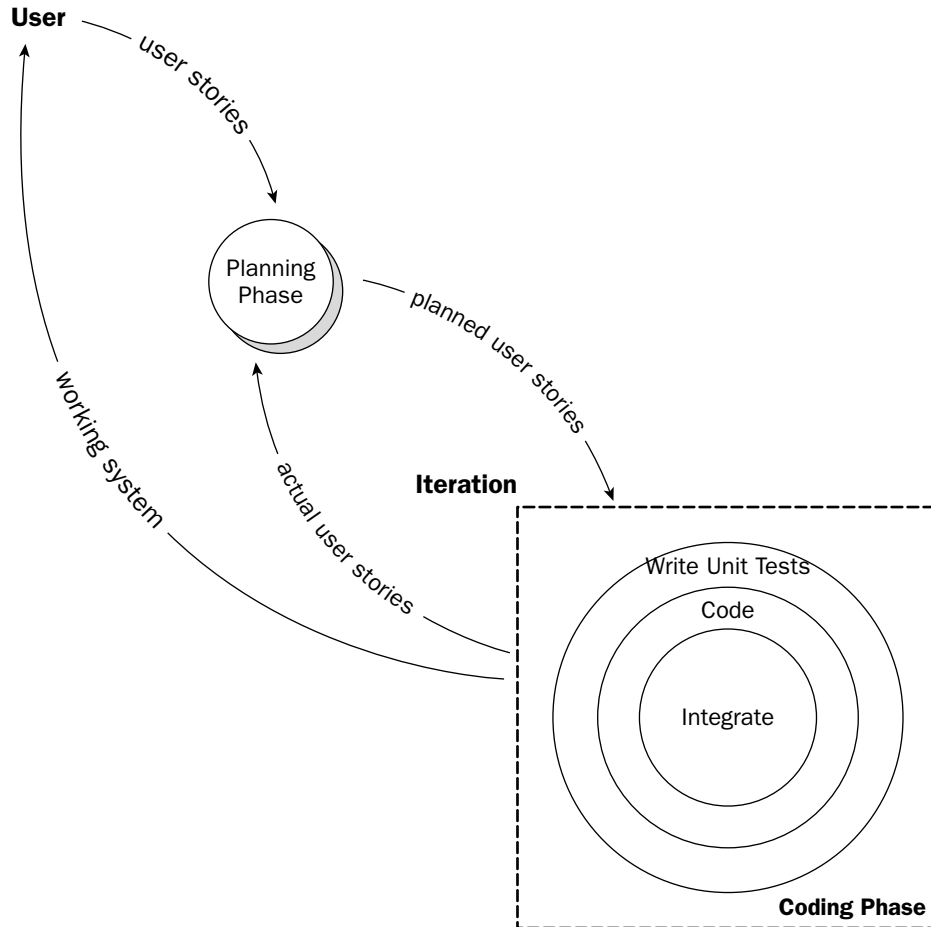 User
user stories
Planning
Phase
planned user stories
working system
actual user stories
Iteration
Write Unit Tests
Code
Integrate
Coding Phase